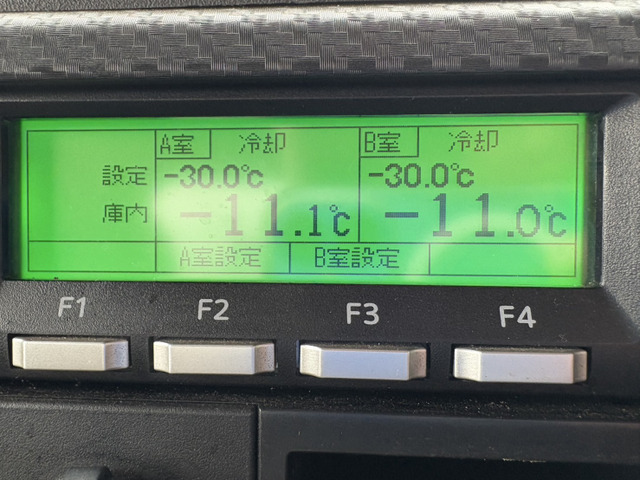 A室 冷却 B室 冷却
設定 -30.0℃ -30.0℃
庫内 -11.1℃ -11.0℃
A室設定 B室設定
F1 F2 F3 F4